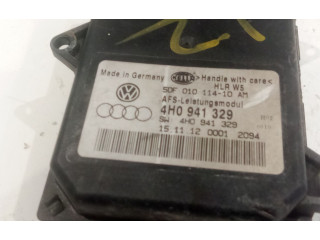 Made in Germany >Handle with care<
HLR W5
5DF 010 114-10 AM
AFS-Leistungsmodul
4H0 941 329
SW: 4H0 941 329
15.11.12 0001 2094